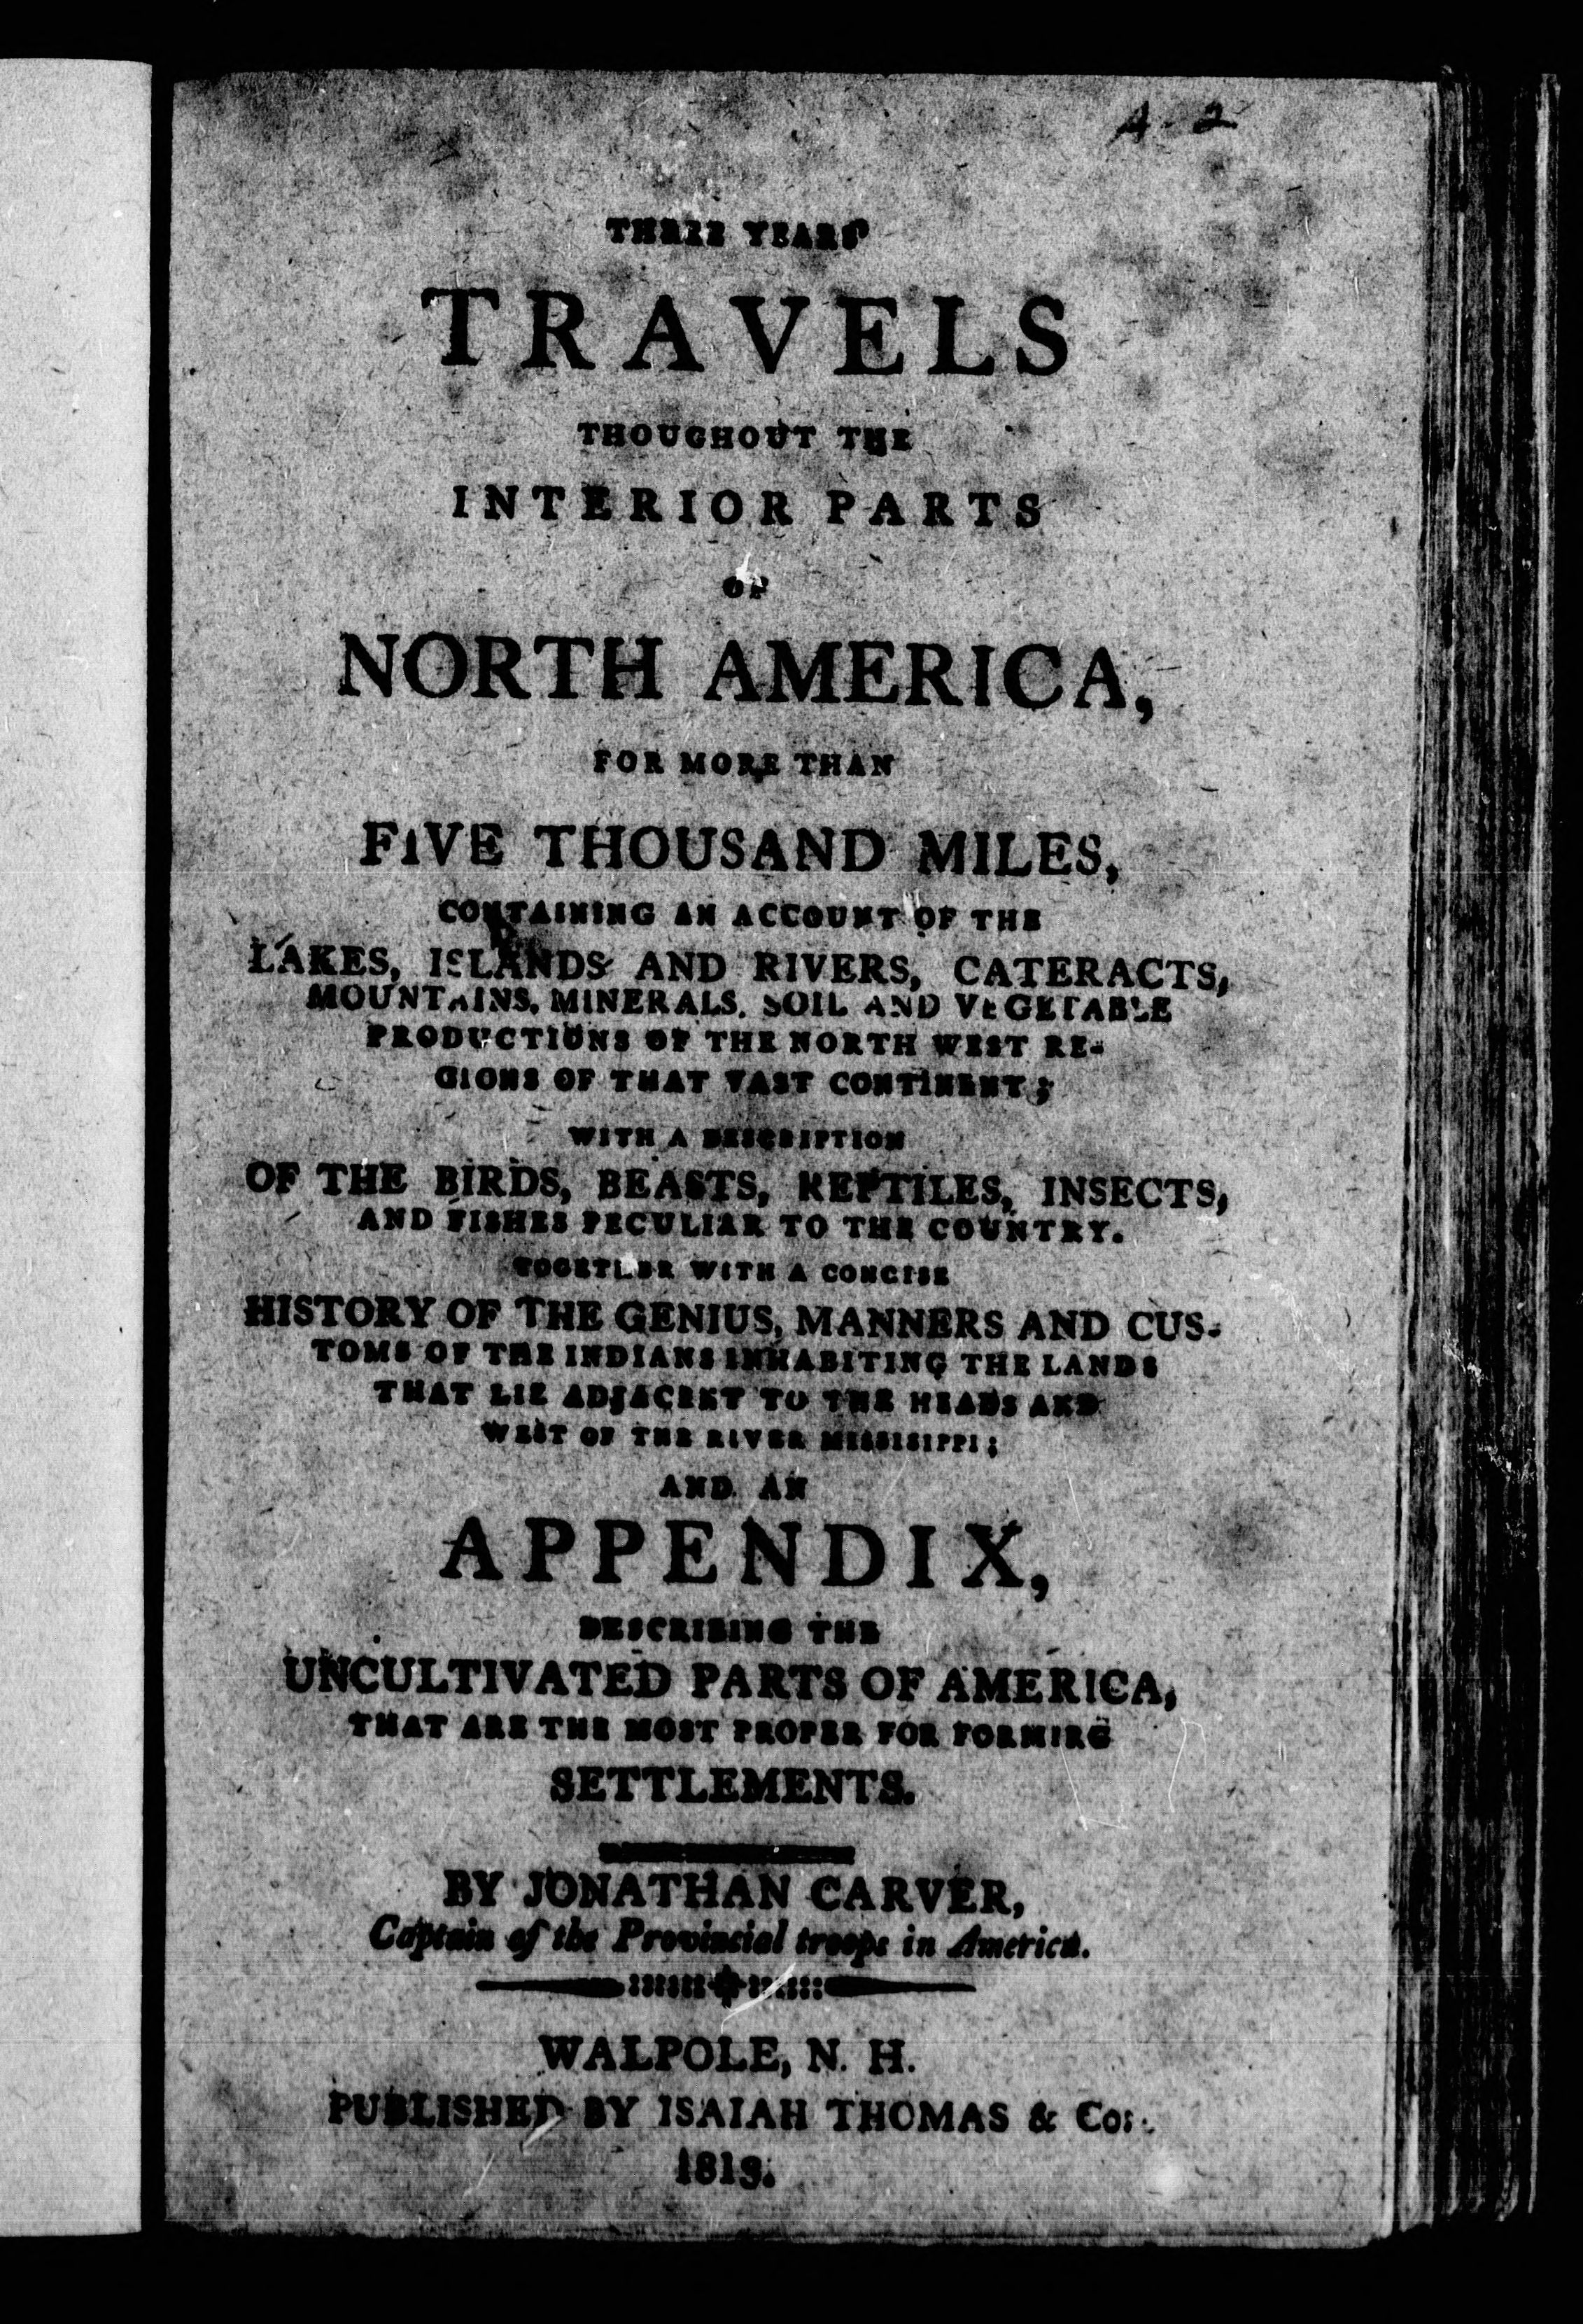 A-2
THREE YEARS'
TRAVELS
THOUGHOUT THE
INTERIOR PARTS
OF
NORTH AMERICA,
FOR MORE THAN
FIVE THOUSAND MILES,
CONTAINING AN ACCOUNT OF THE
LAKES, ISLANDS AND RIVERS, CATERACTS,
MOUNTAINS, MINERALS, SOIL AND VEGETABLE
PRODUCTIONS OF THE NORTH WEST RE-
GIONS OF THAT VAST CONTINENT;
WITH A DESCRIPTION
OF THE BIRDS, BEASTS, REPTILES, INSECTS,
AND FISHES PECULIAR TO THE COUNTRY.
TOGETHER WITH A CONCISE
HISTORY OF THE GENIUS, MANNERS AND CUS-
TOMS OF THE INDIANS INHABITING THE LANDS
THAT LIE ADJACENT TO THE HEADS AND
WEST OF THE RIVER MISSISIPPI;
AND AN
APPENDIX,
DESCRIBING THE
UNCULTIVATED PARTS OF AMERICA,
THAT ARE THE MOST PROPER FOR FORMING
SETTLEMENTS.
BY JONATHAN CARVER,
Captain of the Provincial troops in America.
WALPOLE, N. H.
PUBLISHED BY ISAIAH THOMAS & Co.
1813.